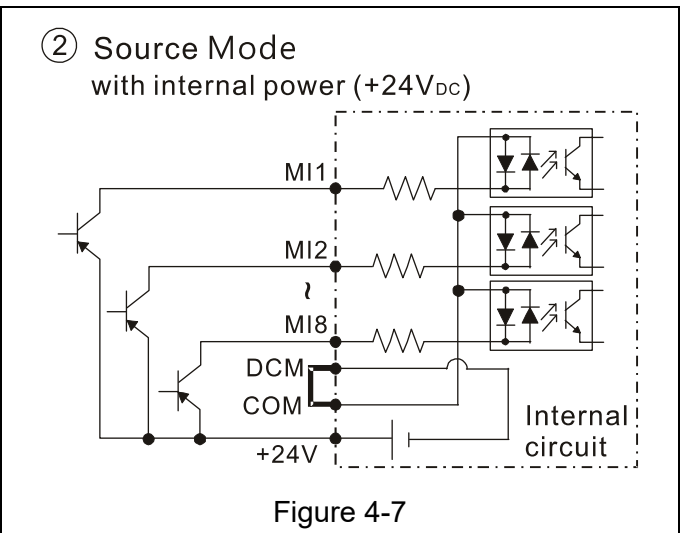 ② Source Mode
with internal power (+24VDC)
MI1
MI2
~
MI8
DCM
COM
+24V
Internal
circuit
Figure 4-7